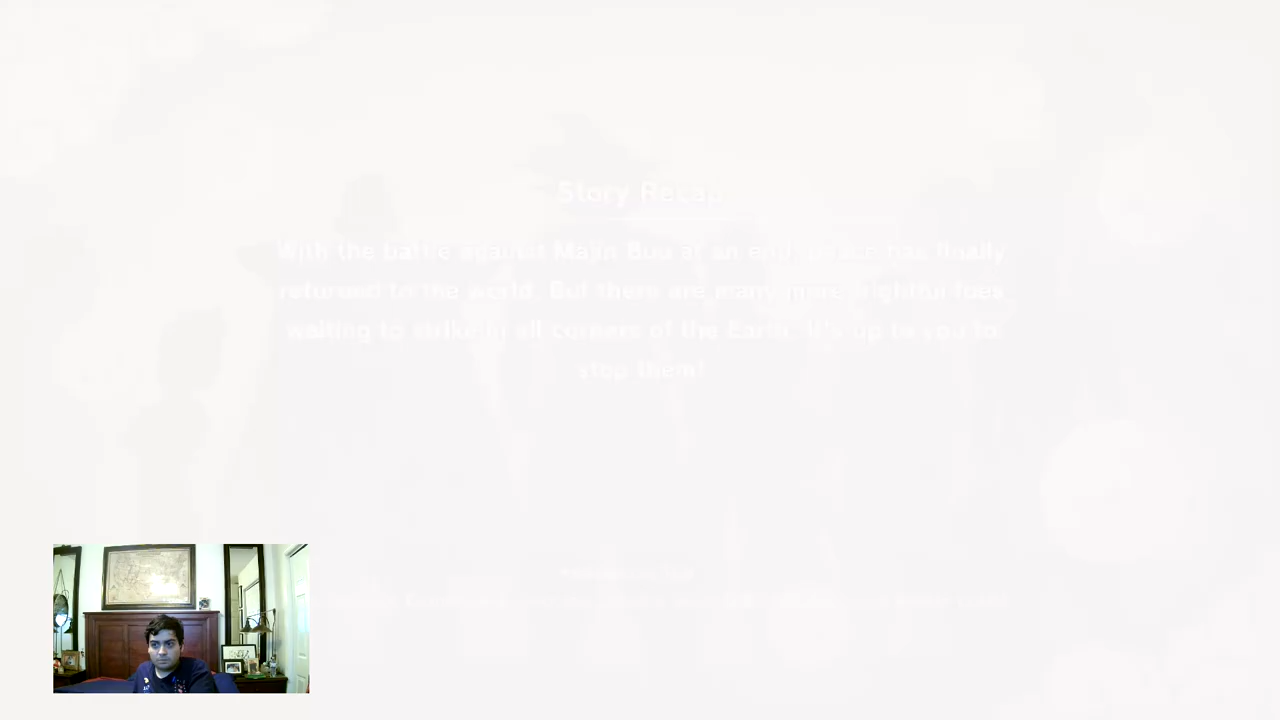 Story Recap
With the battle against Majin Buu at an end, peace has finally
returned to the world. But there are many more frightful foes
waiting to strike in all corners of the Earth. It's up to you to
stop them!